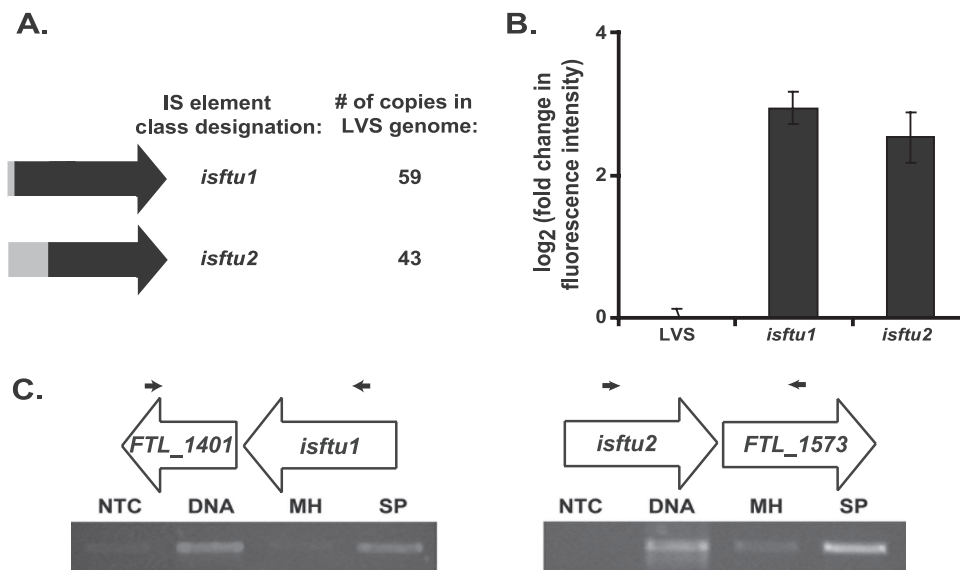 A.
IS element
class designation:
# of copies in
LVS genome:
isftu1
59
isftu2
43
B.
log2 (fold change in
fluorescence intensity)
4
2
0
LVS
isftu1
isftu2
C.
FTL_1401
isftu1
NTC DNA MH SP
isftu2
FTL_1573
NTC DNA MH SP